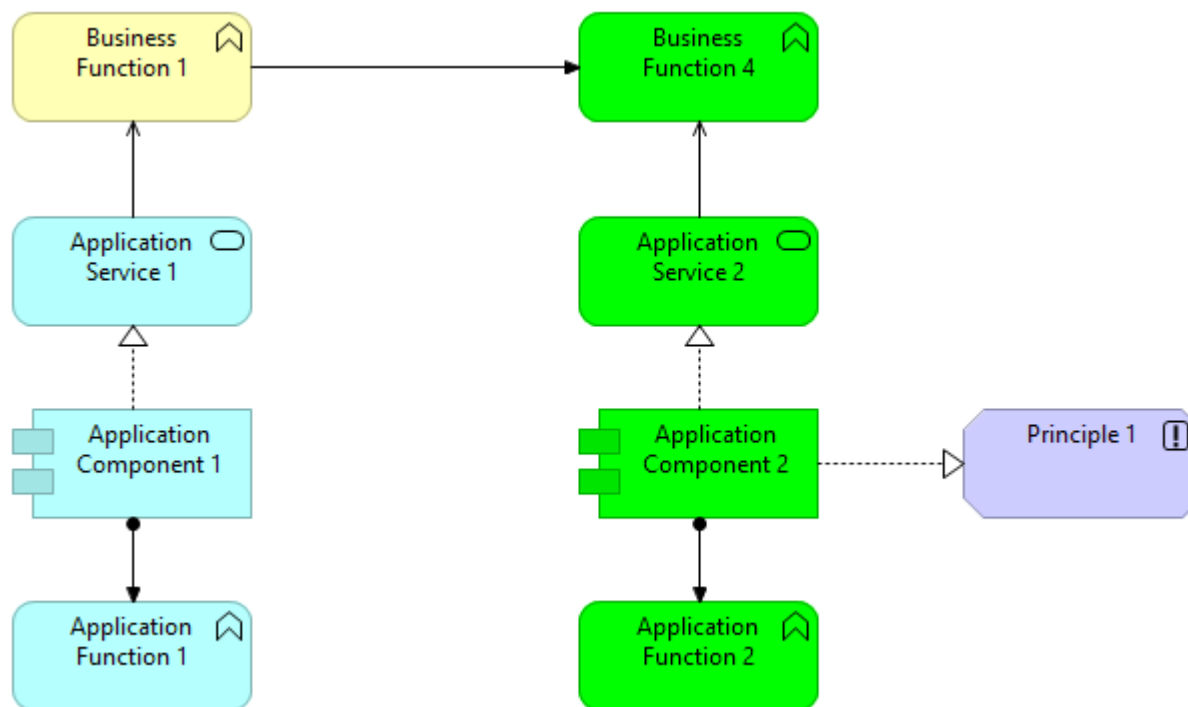 Business
Function 1
Business
Function 4
Application
Service 1
Application
Service 2
Application
Component 1
Application
Component 2
Principle 1
Application
Function 1
Application
Function 2